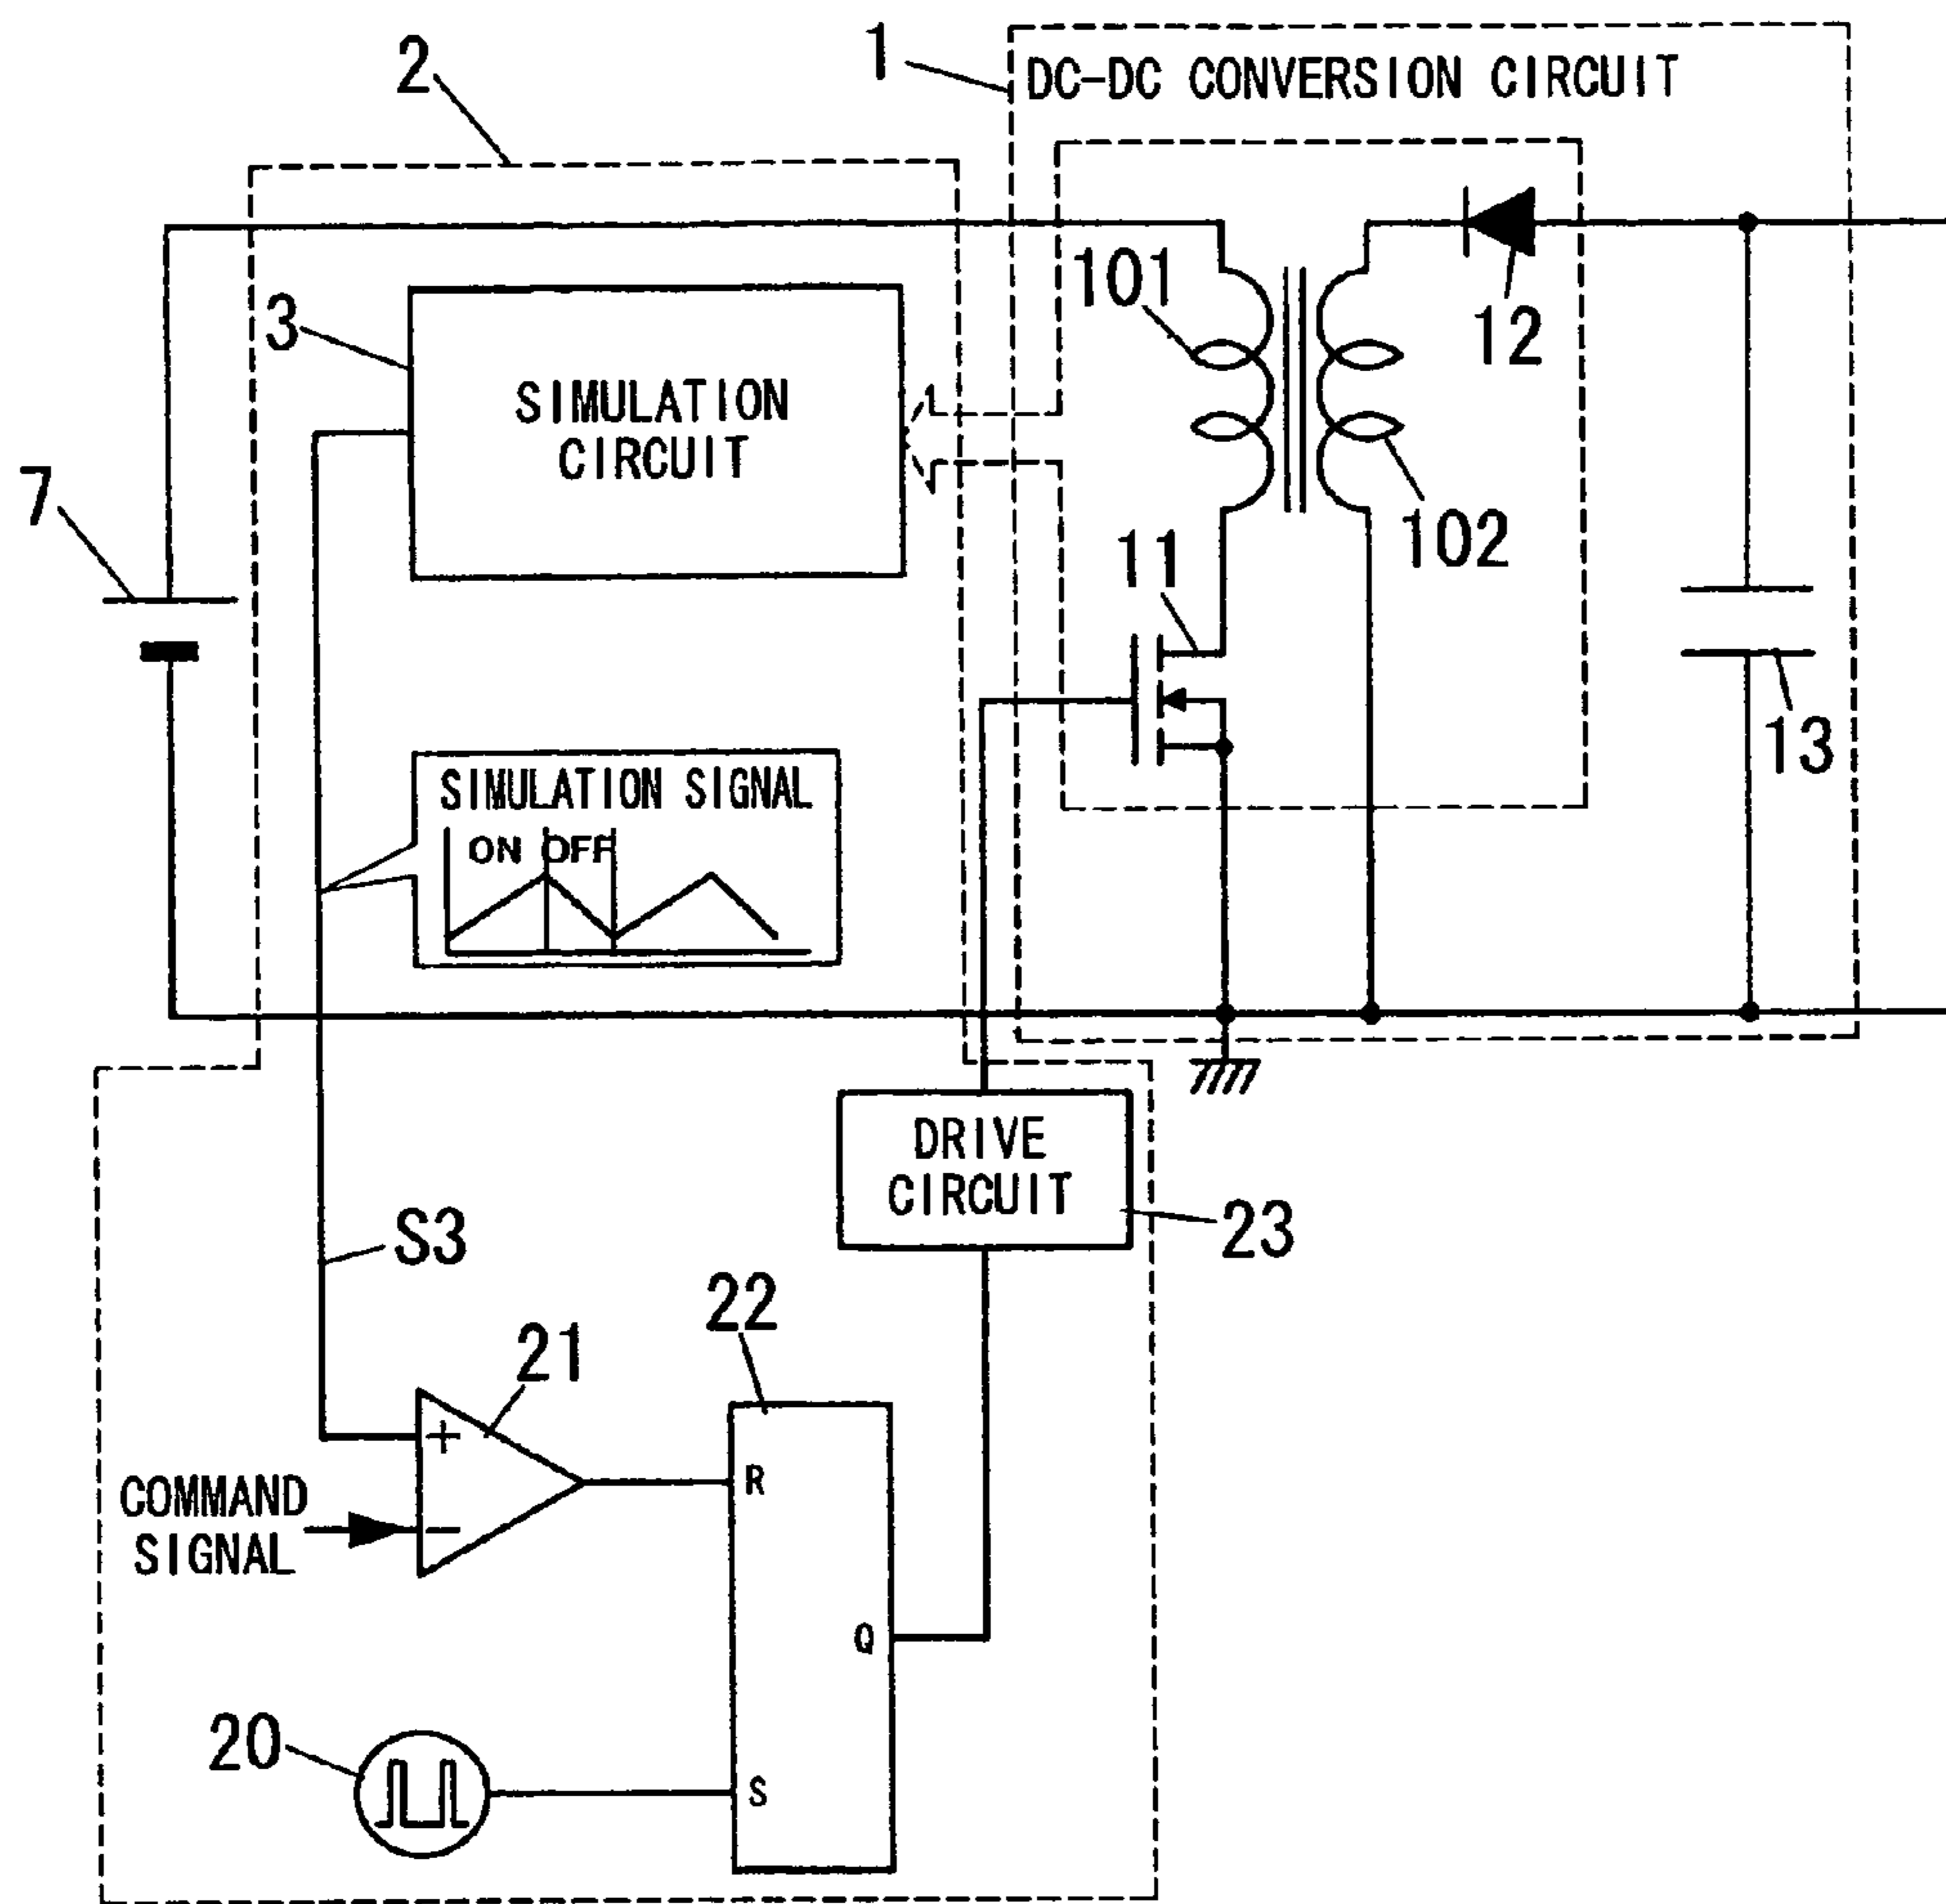 1
DC-DC CONVERSION CIRCUIT
2
101
12
3
SIMULATION
CIRCUIT
7
102
11
13
SIMULATION SIGNAL
ON OFF
DRIVE
CIRCUIT
23
S3
22
21
+
R
COMMAND
SIGNAL
−
Q
20
S